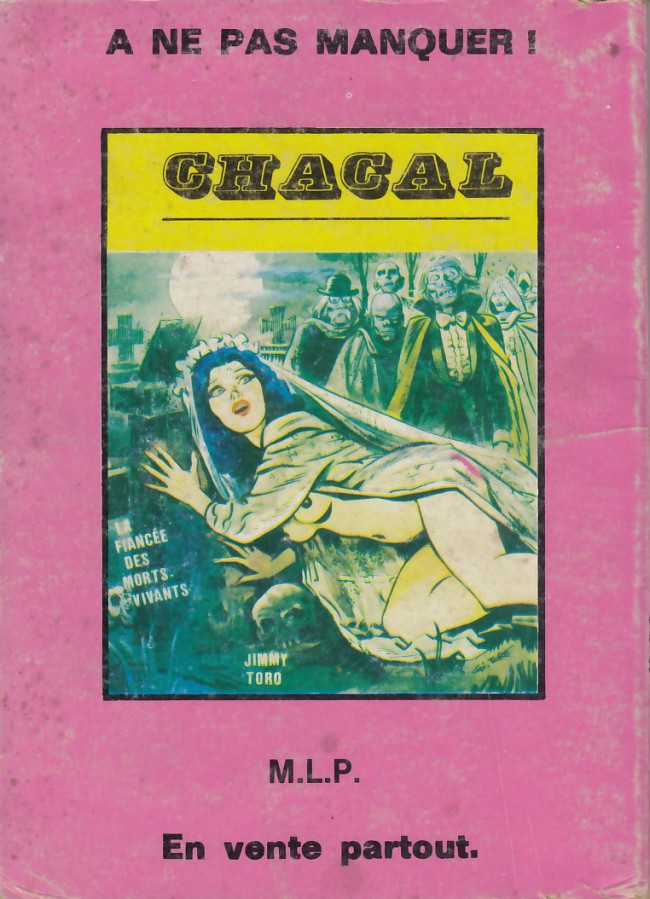 A NE PAS MANQUER !
CHACAL
LA
FIANCÉE
DES
MORTS-
VIVANTS
JIMMY
TORO
M.L.P.
En vente partout.